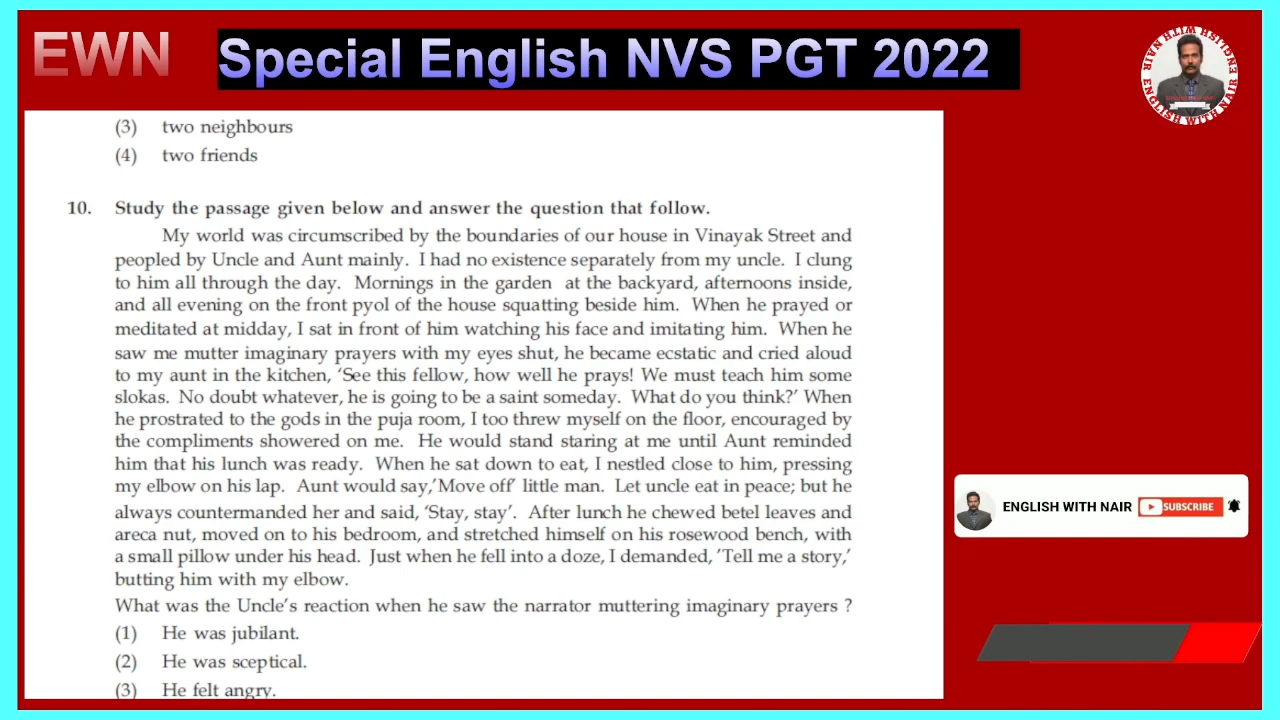 EWN
Special English NVS PGT 2022
ENGLISH WITH NAIR ENGLISH WITH NAIR
(3) two neighbours
(4) two friends
10. Study the passage given below and answer the question that follow.
My world was circumscribed by the boundaries of our house in Vinayak Street and
peopled by Uncle and Aunt mainly. I had no existence separately from my uncle. I clung
to him all through the day. Mornings in the garden at the backyard, afternoons inside,
and all evening on the front pyol of the house squatting beside him. When he prayed or
meditated at midday, I sat in front of him watching his face and imitating him. When he
saw me mutter imaginary prayers with my eyes shut, he became ecstatic and cried aloud
to my aunt in the kitchen, ‘See this fellow, how well he prays! We must teach him some
slokas. No doubt whatever, he is going to be a saint someday. What do you think?’ When
he prostrated to the gods in the puja room, I too threw myself on the floor, encouraged by
the compliments showered on me. He would stand staring at me until Aunt reminded
him that his lunch was ready. When he sat down to eat, I nestled close to him, pressing
my elbow on his lap. Aunt would say,’Move off’ little man. Let uncle eat in peace; but he
always countermanded her and said, ‘Stay, stay’. After lunch he chewed betel leaves and
areca nut, moved on to his bedroom, and stretched himself on his rosewood bench, with
a small pillow under his head. Just when he fell into a doze, I demanded, ’Tell me a story,’
butting him with my elbow.
What was the Uncle’s reaction when he saw the narrator muttering imaginary prayers ?
(1) He was jubilant.
(2) He was sceptical.
(3) He felt angry.
ENGLISH WITH NAIR
SUBSCRIBE